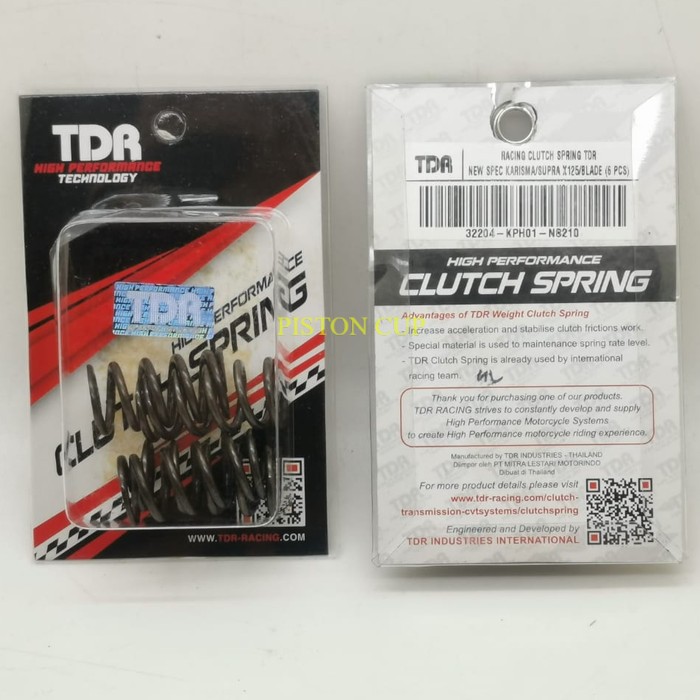 TDR
HIGH PERFORMANCE
TECHNOLOGY
TDR
HIGH PERFORMANCE
CLUTCH SPRING
WWW.TDR-RACING.COM
PISTON CUP
TDR
RACING CLUTCH SPRING TDR
NEW SPEC KARISMA/SUPRA X125/BLADE (6 PCS)
32204-KPH01-N8210
HIGH PERFORMANCE
CLUTCH SPRING
Advantages of TDR Weight Clutch Spring
- Increase acceleration and stabilise clutch frictions work.
- Special material is used to maintenance spring rate level.
- TDR Clutch Spring is already used by international
racing team.
Thank you for purchasing one of our products.
TDR RACING strives to constantly develop and supply
High Performance Motorcycle Systems
to create High Performance motorcycle riding experience.
Manufactured by TDR INDUSTRIES -THAILAND
Diimpor oleh PT MITRA LESTARI MOTORINDO
Dibuat di Thailand
For more product details please visit
www.tdr-racing.com/clutch-
transmission-cvtsystems/clutchspring
Engineered and Developed by
TDR INDUSTRIES INTERNATIONAL